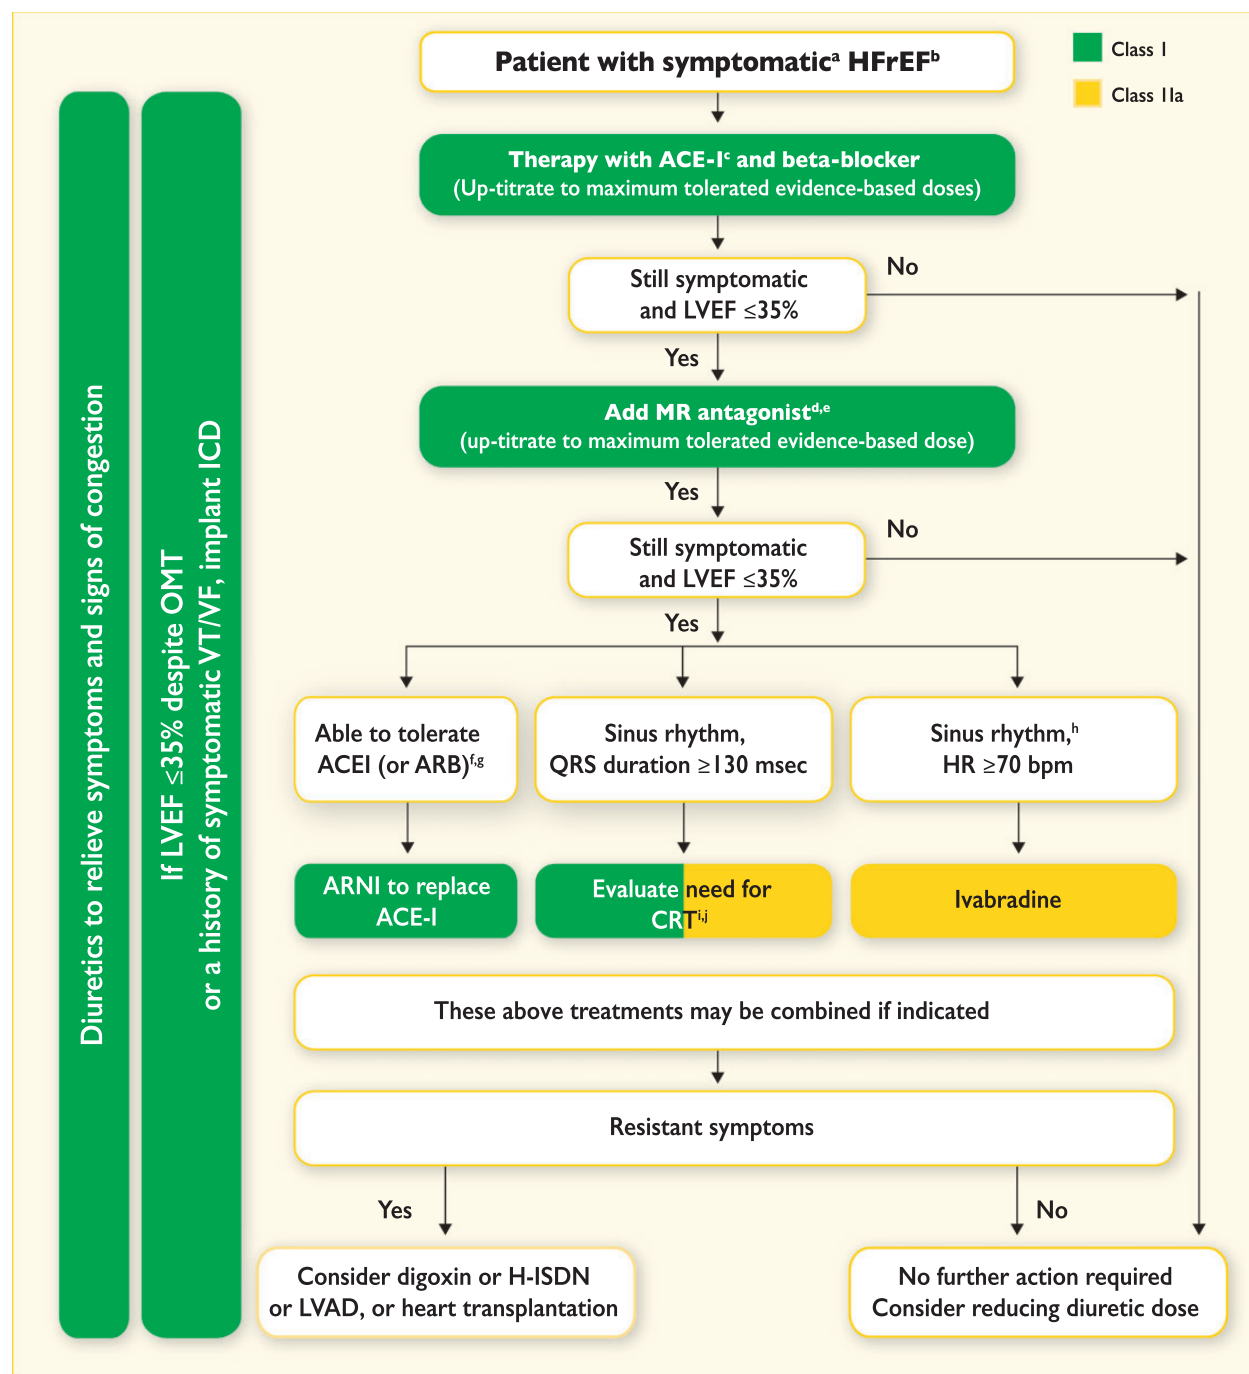 Patient with symptomaticᵃ HFrEFᵇ
Class I
Class IIa
Diuretics to relieve symptoms and signs of congestion
If LVEF ≤35% despite OMT
or a history of symptomatic VT/VF, implant ICD
Therapy with ACE-Iᶜ and beta-blocker
(Up-titrate to maximum tolerated evidence-based doses)
Still symptomatic
and LVEF ≤35%
No
Yes
Add MR antagonistᵈ,ᵉ
(up-titrate to maximum tolerated evidence-based dose)
Yes
Still symptomatic
and LVEF ≤35%
No
Yes
Able to tolerate
ACEI (or ARB)ᶠ,ᵍ
Sinus rhythm,
QRS duration ≥130 msec
Sinus rhythm,ʰ
HR ≥70 bpm
ARNI to replace
ACE-I
Evaluate need for
CRTⁱ,ʲ
Ivabradine
These above treatments may be combined if indicated
Resistant symptoms
Yes
No
Consider digoxin or H-ISDN
or LVAD, or heart transplantation
No further action required
Consider reducing diuretic dose